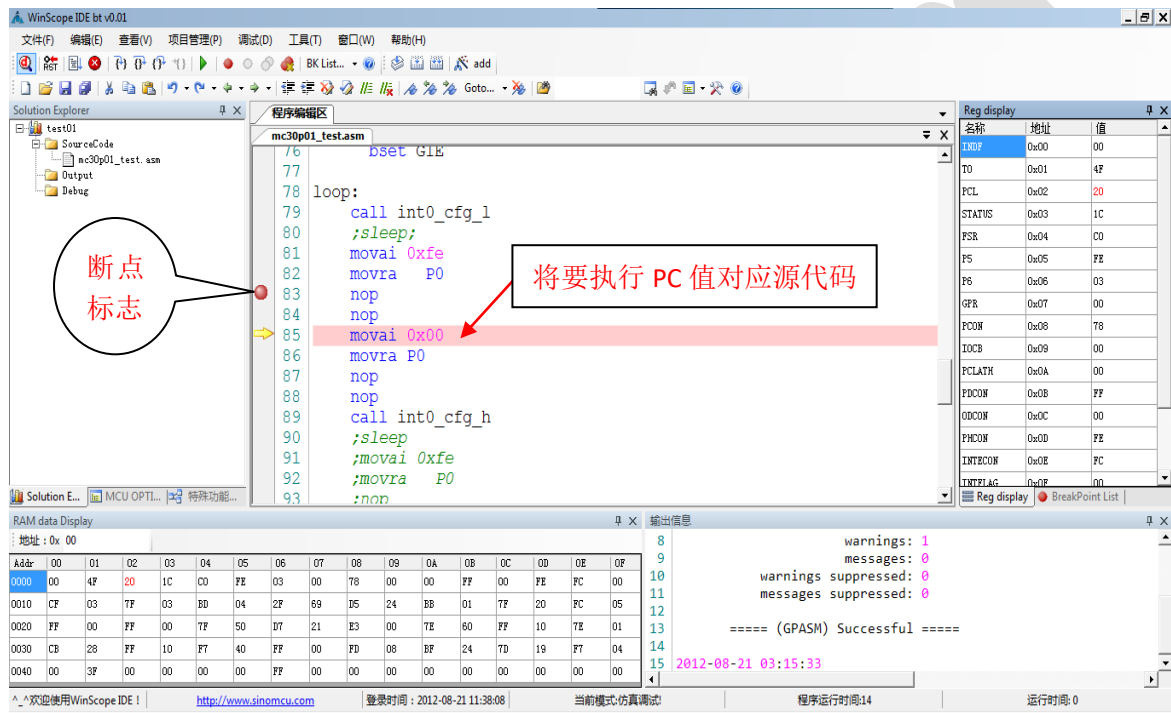 WinScope IDE bt v0.01
文件(F) 编辑(E) 查看(V) 项目管理(P) 调试(D) 工具(T) 窗口(W) 帮助(H)
RST BK List... add
Goto...
Solution Explorer
test01
SourceCode
mc30p01_test.asm
Output
Debug
断点
标志
Solution E... MCU OPTI... 特殊功能...
程序编辑区
mc30p01_test.asm
76 bset GIE
77
78 loop:
79 call int0_cfg_l
80 ;sleep;
81 movai 0xfe
82 movra P0
83 nop
84 nop
85 movai 0x00
86 movra P0
87 nop
88 nop
89 call int0_cfg_h
90 ;sleep
91 ;movai 0xfe
92 ;movra P0
93 ;nop
将要执行 PC 值对应源代码
Reg display
名称 地址 值
INDF 0x00 00
T0 0x01 4F
PCL 0x02 20
STATUS 0x03 1C
FSR 0x04 C0
P5 0x05 FE
P6 0x06 03
GPR 0x07 00
PCON 0x08 78
IOCB 0x09 00
PCLATH 0x0A 00
PDCON 0x0B FF
ODCON 0x0C 00
PHCON 0x0D FE
INTECON 0x0E FC
INTFLAG 0x0F 00
Reg display BreakPoint List
RAM data Display
地址 : 0x 00
Addr 00 01 02 03 04 05 06 07 08 09 0A 0B 0C 0D 0E 0F
0000 00 4F 20 1C C0 FE 03 00 78 00 00 FF 00 FE FC 00
0010 CF 03 7F 03 BD 04 2F 69 D5 24 BB 01 7F 20 FC 05
0020 FF 00 FF 00 7F 50 D7 21 E3 00 7E 60 FF 10 7E 01
0030 CB 28 FF 10 F7 40 FF 00 FD 08 BF 24 7D 19 F7 04
0040 00 3F 00 00 00 00 FF 00 00 00 00 00 00 00 00 00
输出信息
8 warnings: 1
9 messages: 0
10 warnings suppressed: 0
11 messages suppressed: 0
12
13 ===== (GPASM) Successful =====
14
15 2012-08-21 03:15:33
^_^欢迎使用WinScope IDE！ http://www.sinomcu.com 登录时间：2012-08-21 11:38:08 当前模式:仿真调试! 程序运行时间:14 运行时间: 0